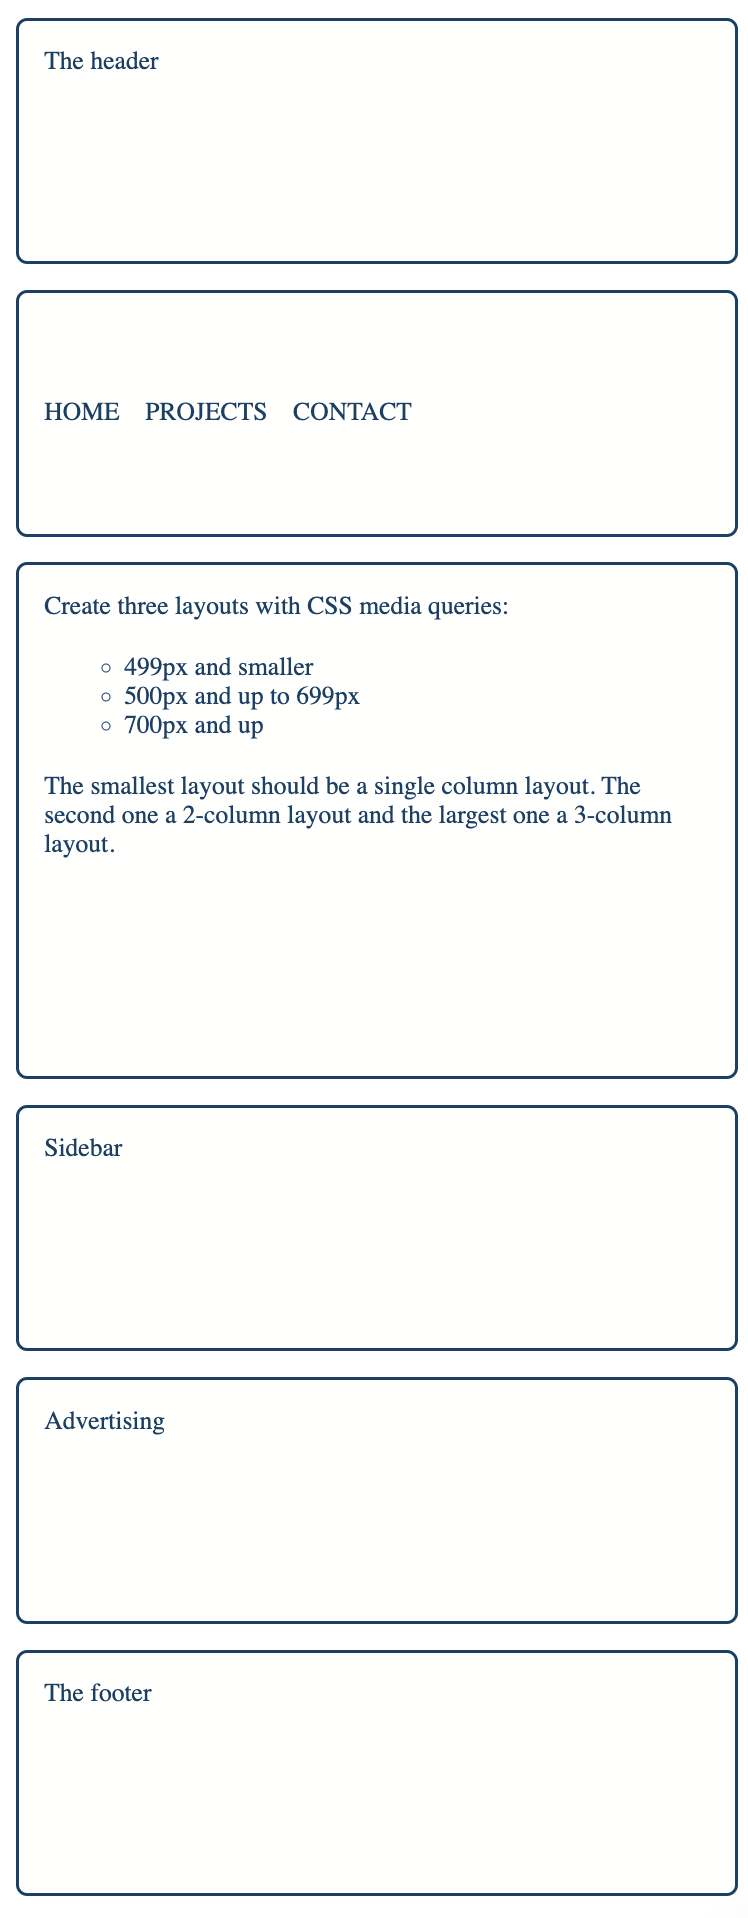 The header
HOME PROJECTS CONTACT
Create three layouts with CSS media queries:
499px and smaller
500px and up to 699px
700px and up
The smallest layout should be a single column layout. The
second one a 2-column layout and the largest one a 3-column
layout.
Sidebar
Advertising
The footer